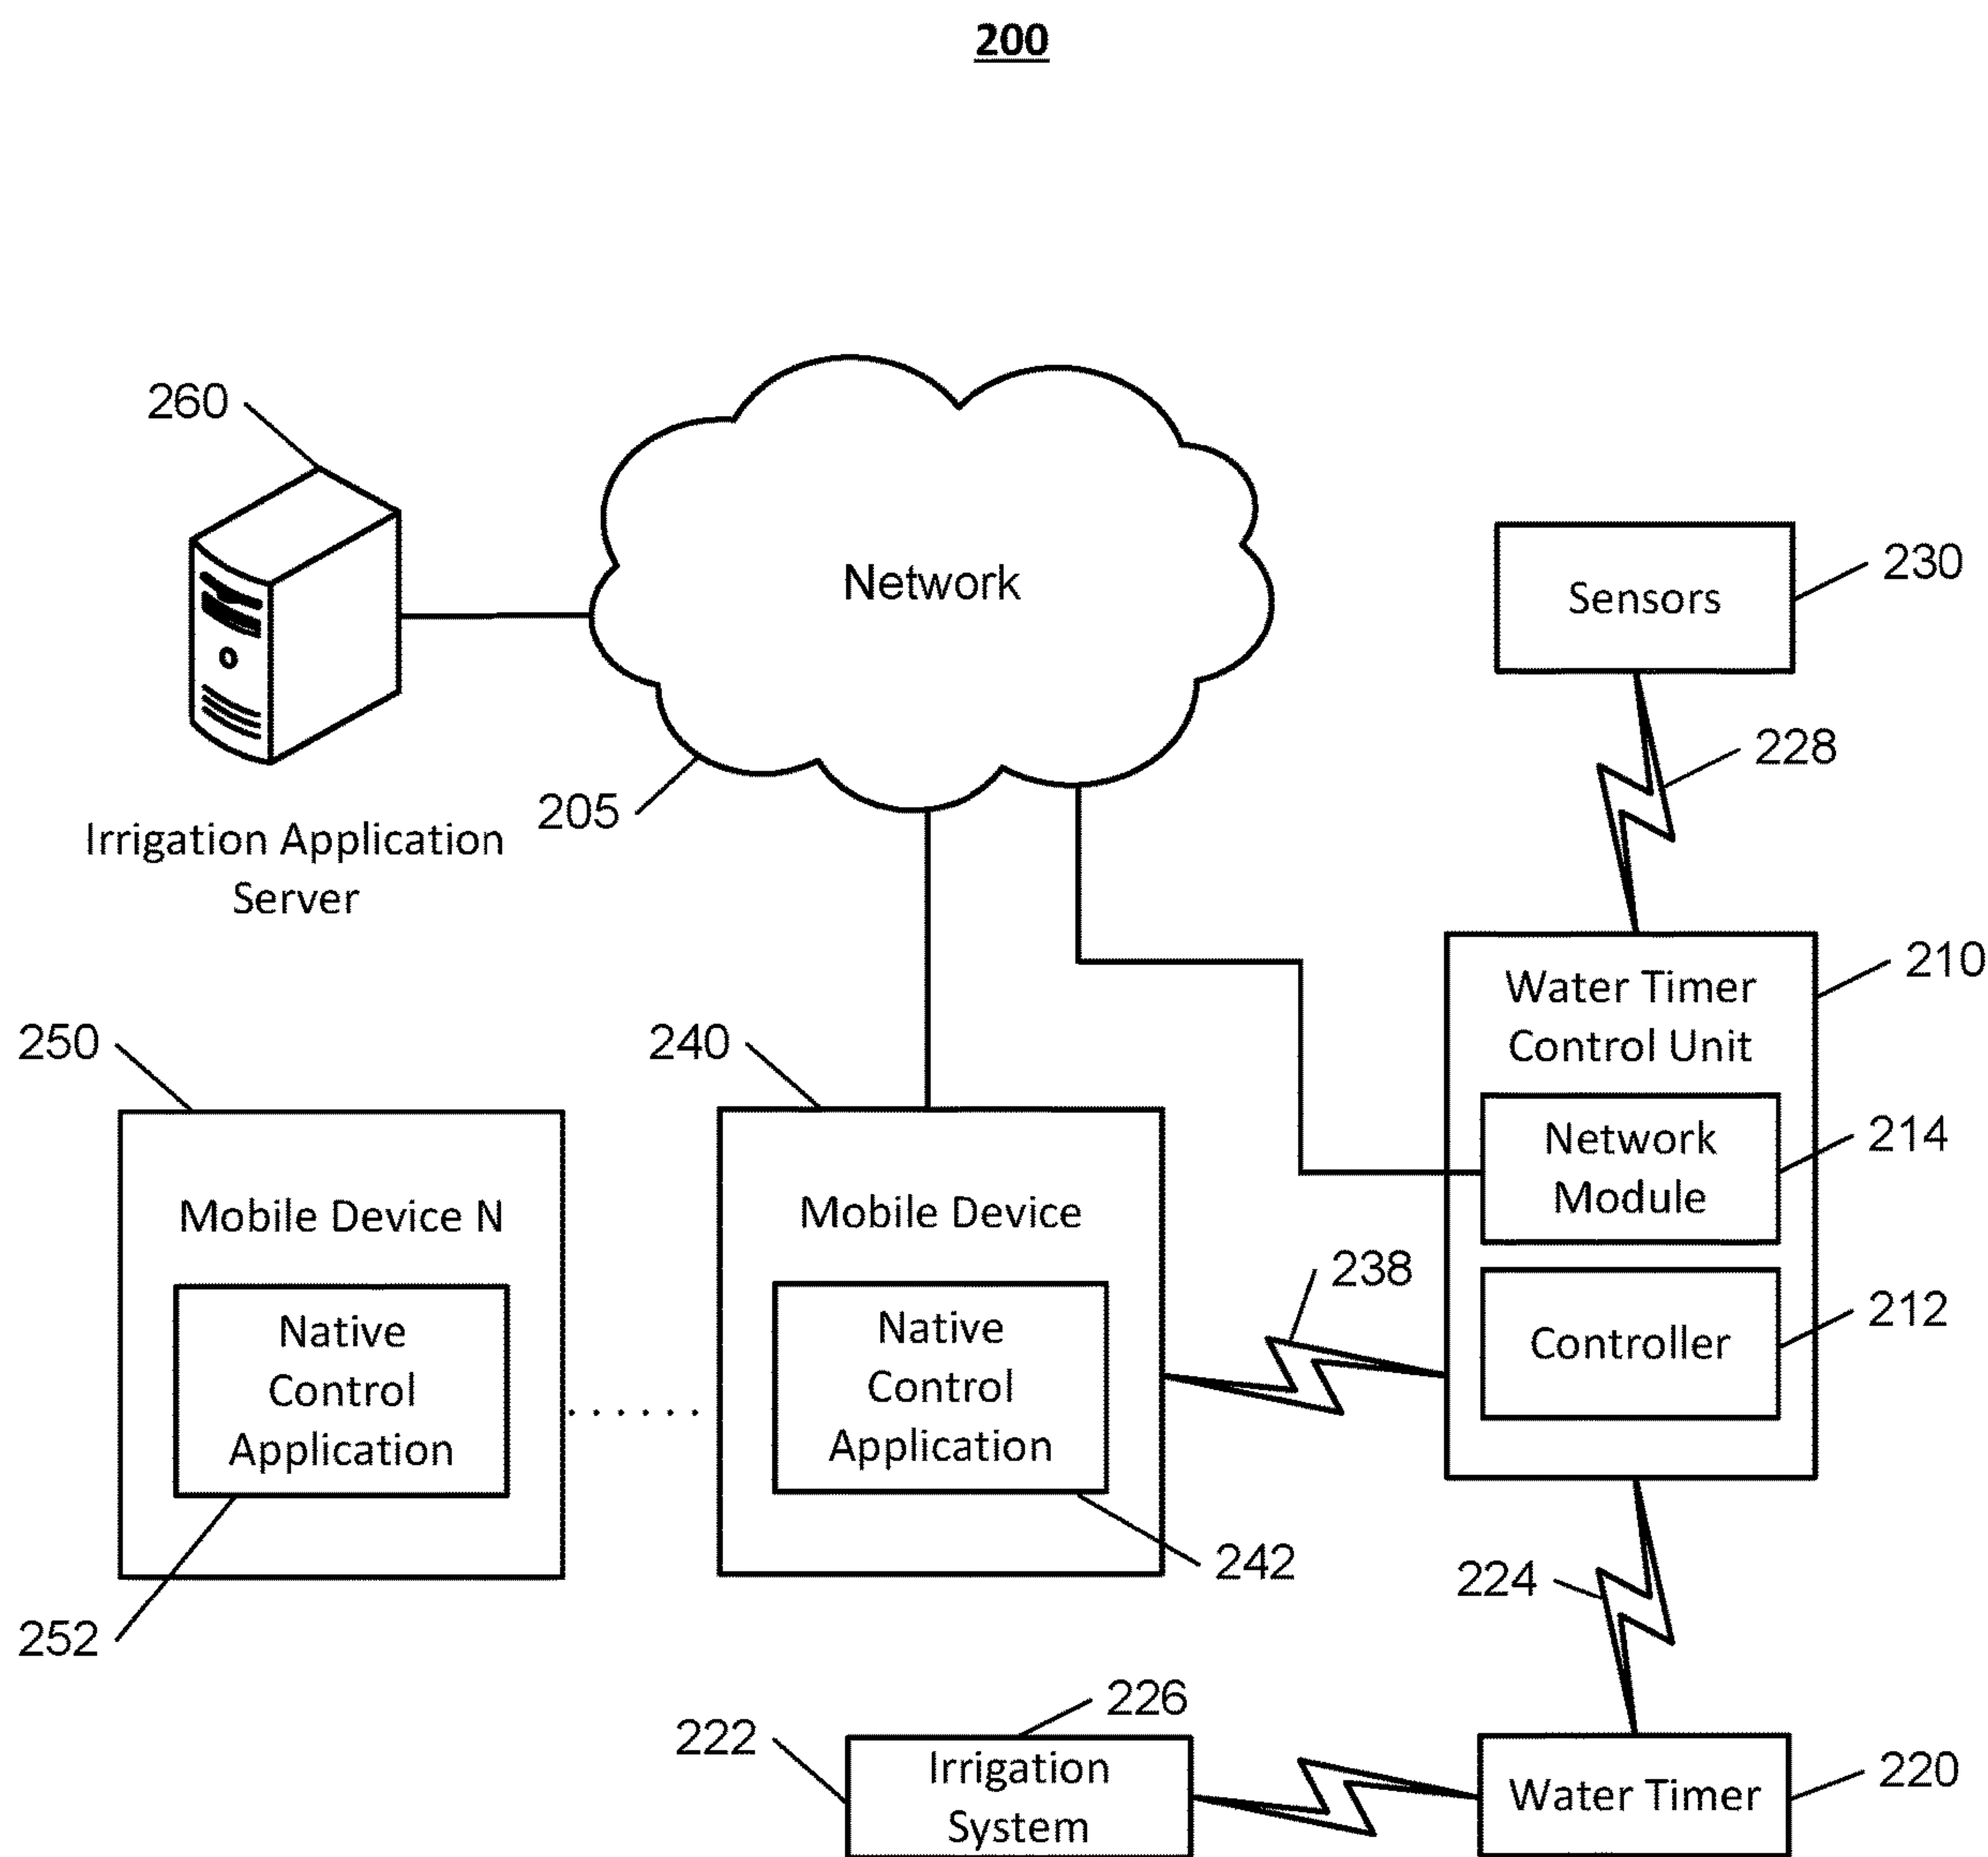 200
260
Network
230
Sensors
228
205
Irrigation Application
Server
210
Water Timer
Control Unit
250
240
214
Network
Module
Mobile Device N
Mobile Device
238
212
Controller
Native
Control
Application
Native
Control
Application
242
224
252
226
222
Irrigation
System
220
Water Timer